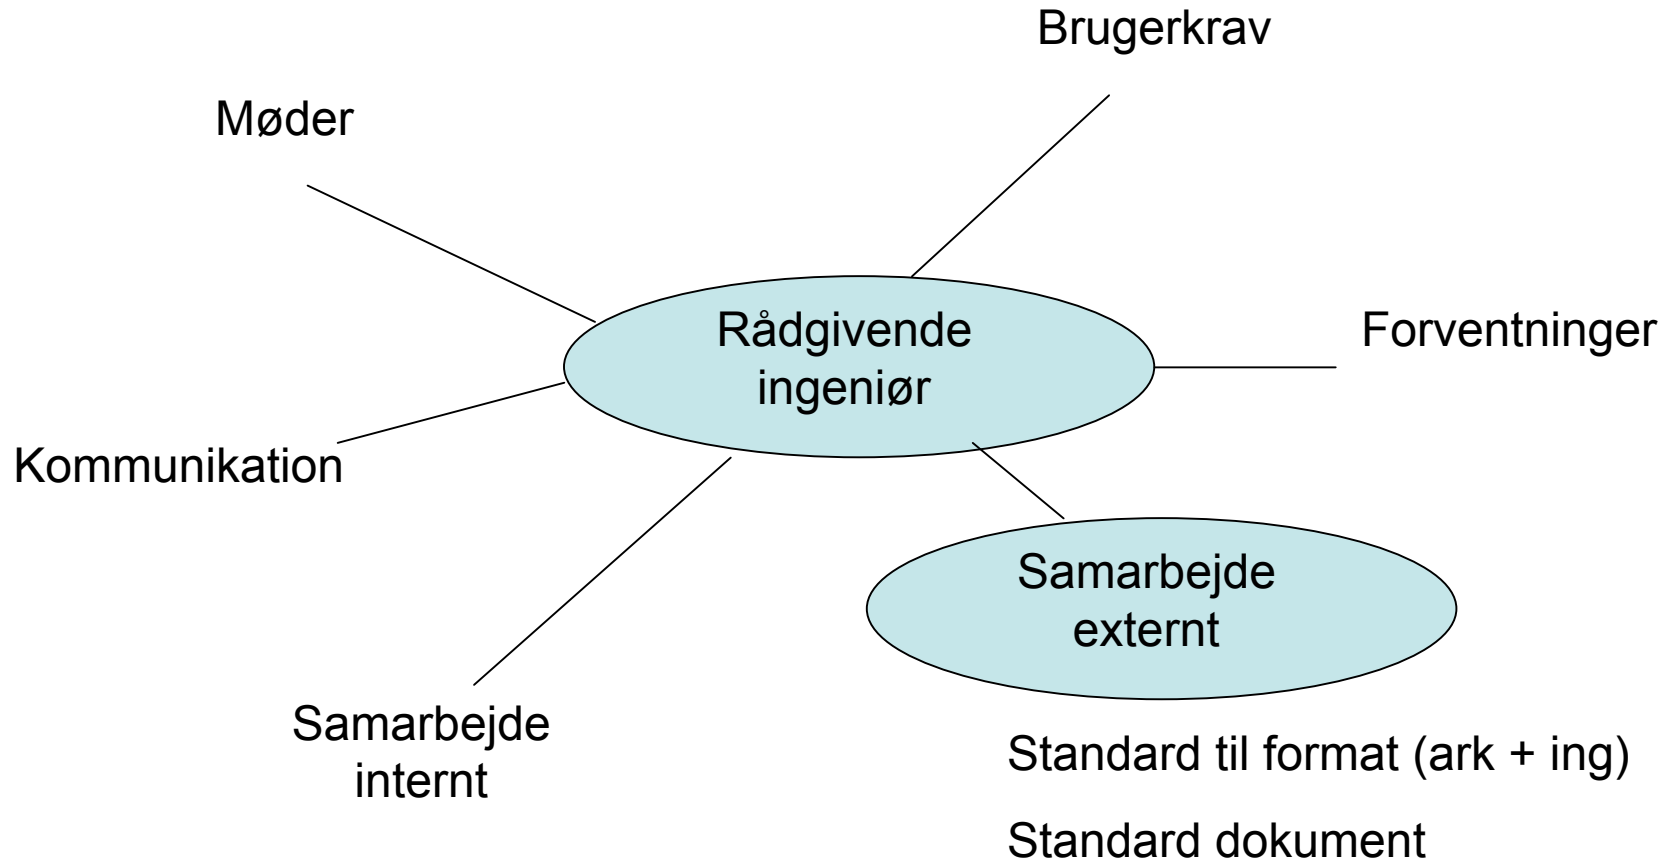 Brugerkrav
Møder
Rådgivende
ingeniør
Forventninger
Kommunikation
Samarbejde
externt
Samarbejde
internt
Standard til format (ark + ing)
Standard dokument